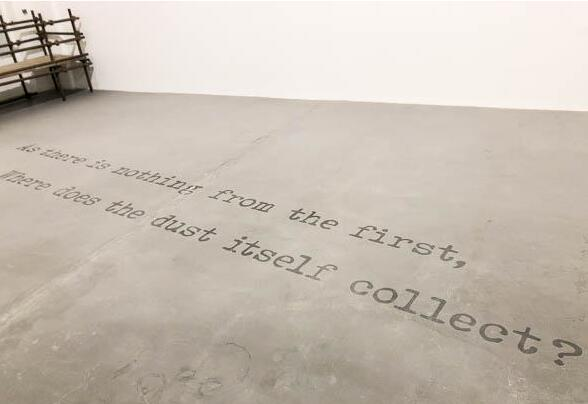 As there is nothing from the first,
Where does the dust itself collect?